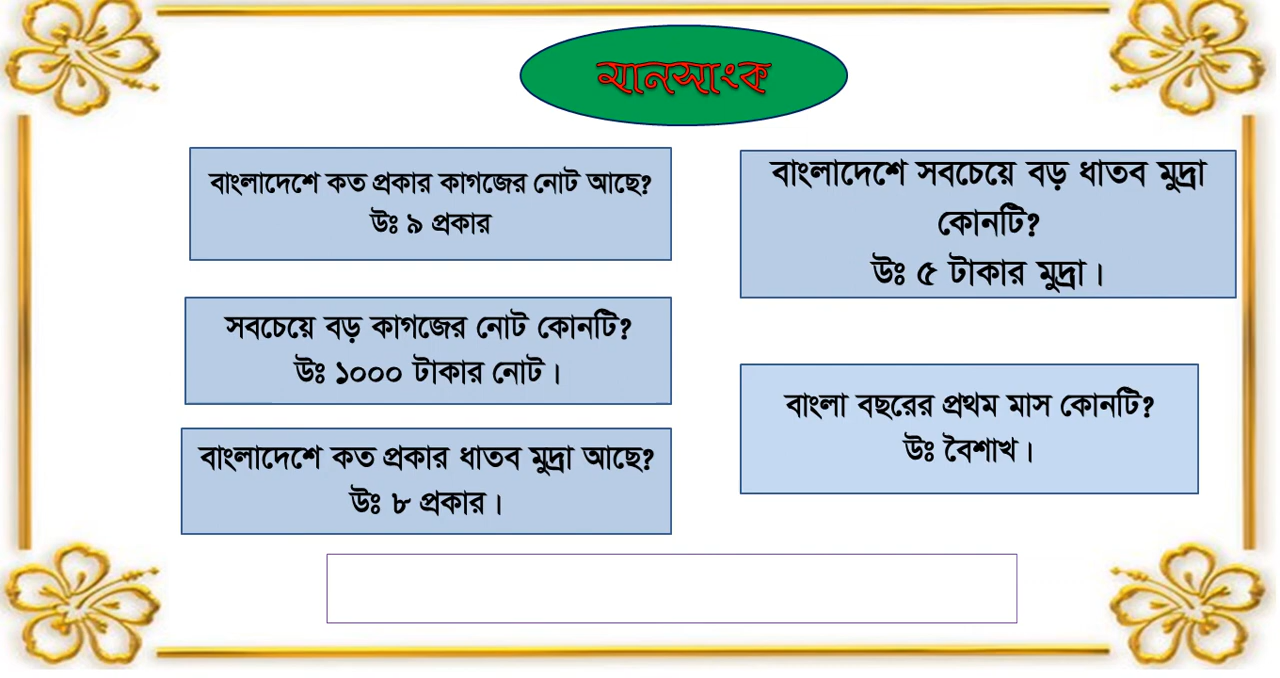 মানসাংক
বাংলাদেশে কত প্রকার কাগজের নোট আছে?
উঃ ৯ প্রকার
সবচেয়ে বড় কাগজের নোট কোনটি?
উঃ ১০০০ টাকার নোট।
বাংলাদেশে কত প্রকার ধাতব মুদ্রা আছে?
উঃ ৮ প্রকার।
বাংলাদেশে সবচেয়ে বড় ধাতব মুদ্রা
কোনটি?
উঃ ৫ টাকার মুদ্রা।
বাংলা বছরের প্রথম মাস কোনটি?
উঃ বৈশাখ।